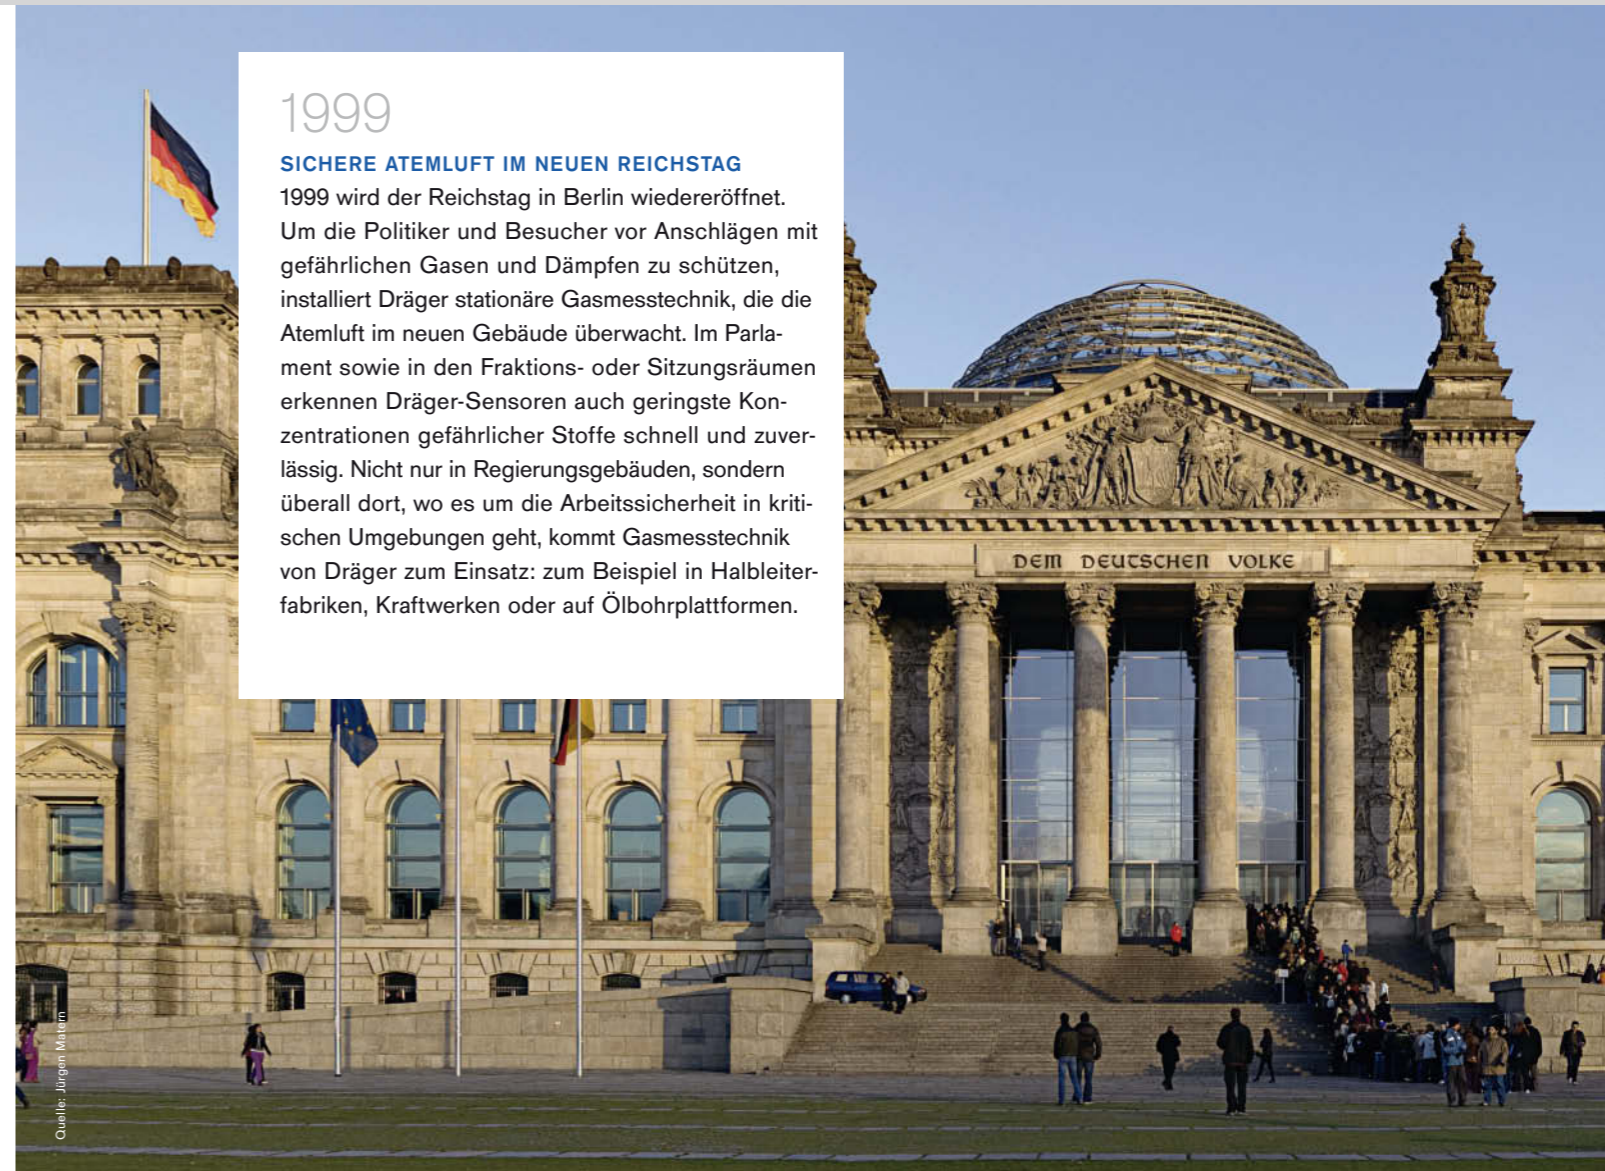 1999
SICHERE ATEMLUFT IM NEUEN REICHSTAG
1999 wird der Reichstag in Berlin wiedereröffnet.
Um die Politiker und Besucher vor Anschlägen mit
gefährlichen Gasen und Dämpfen zu schützen,
installiert Dräger stationäre Gasmesstechnik, die die
Atemluft im neuen Gebäude überwacht. Im Parla-
ment sowie in den Fraktions- oder Sitzungsräumen
erkennen Dräger-Sensoren auch geringste Kon-
zentrationen gefährlicher Stoffe schnell und zuver-
lässig. Nicht nur in Regierungsgebäuden, sondern
überall dort, wo es um die Arbeitssicherheit in kriti-
schen Umgebungen geht, kommt Gasmesstechnik
von Dräger zum Einsatz: zum Beispiel in Halbleiter-
fabriken, Kraftwerken oder auf Ölbohrplattformen.
DEM DEUTSCHEN VOLKE
Quelle: Jürgen Matern